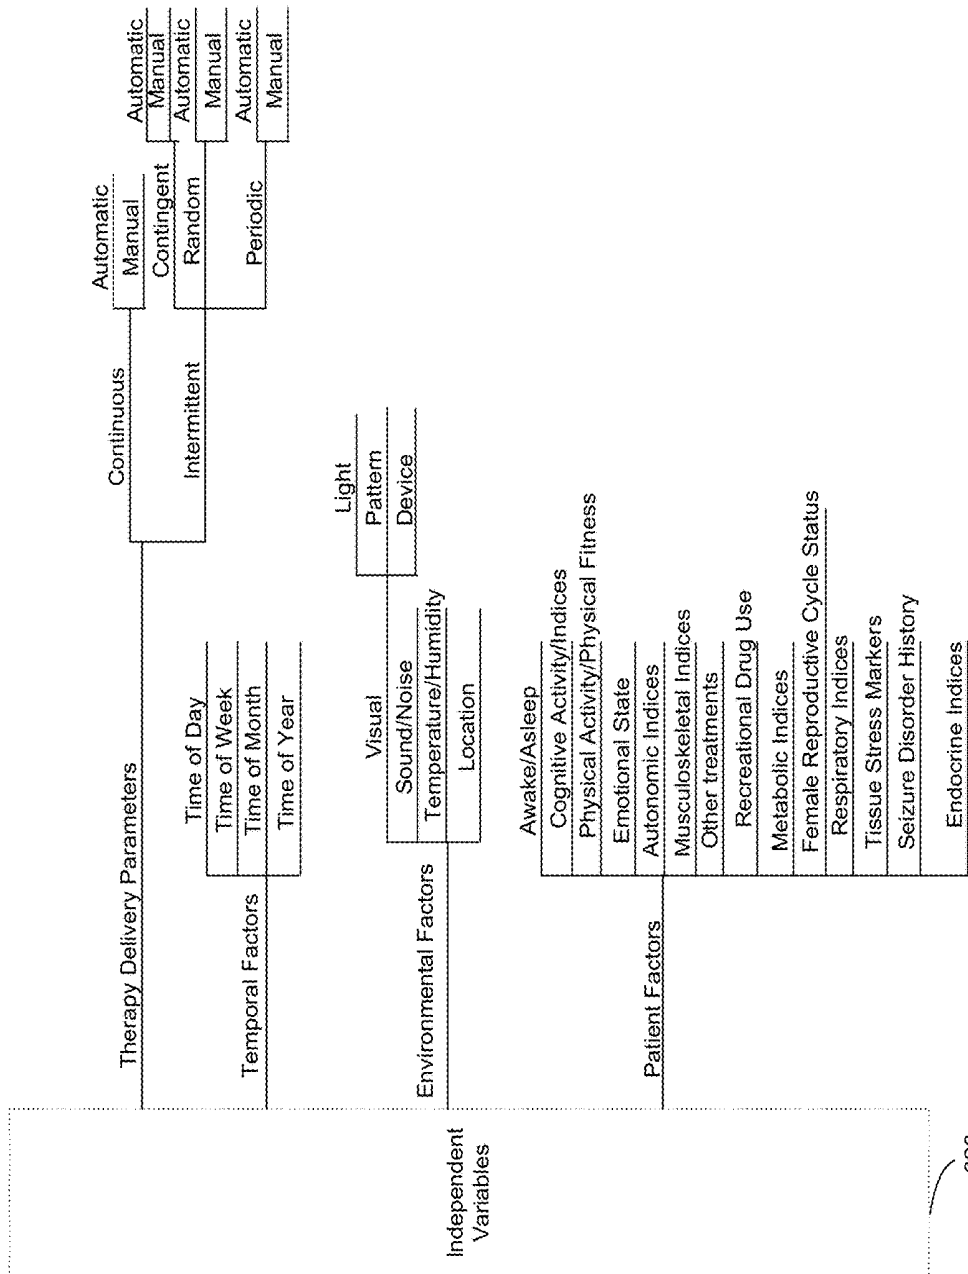 Independent
Variables
Therapy Delivery Parameters
Continuous
Automatic
Manual
Intermittent
Contingent
Automatic
Manual
Random
Automatic
Manual
Periodic
Automatic
Manual
Temporal Factors
Time of Day
Time of Week
Time of Month
Time of Year
Environmental Factors
Visual
Light
Pattern
Device
Sound/Noise
Temperature/Humidity
Location
Patient Factors
Awake/Asleep
Cognitive Activity/Indices
Physical Activity/Physical Fitness
Emotional State
Autonomic Indices
Musculoskeletal Indices
Other treatments
Recreational Drug Use
Metabolic Indices
Female Reproductive Cycle Status
Respiratory Indices
Tissue Stress Markers
Seizure Disorder History
Endocrine Indices